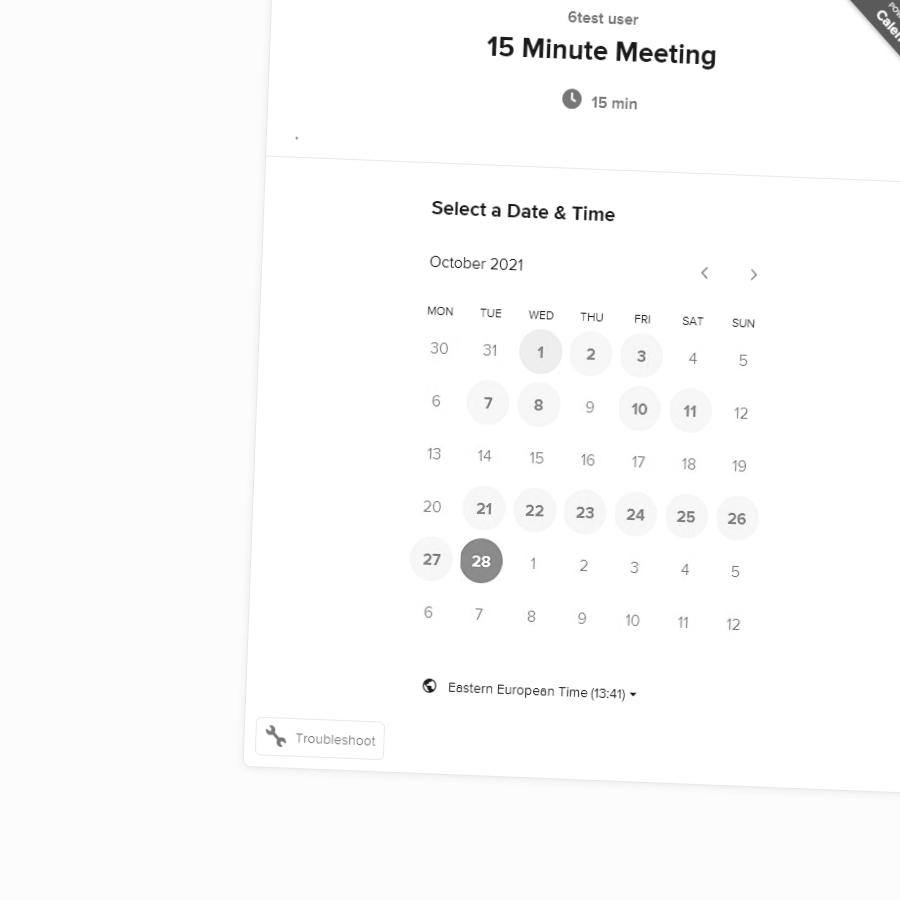 6test user
15 Minute Meeting
15 min
Select a Date & Time
October 2021
MON TUE WED THU FRI SAT SUN
30 31 1 2 3 4 5
6 7 8 9 10 11 12
13 14 15 16 17 18 19
20 21 22 23 24 25 26
27 28 1 2 3 4 5
6 7 8 9 10 11 12
Eastern European Time (13:41)
Troubleshoot